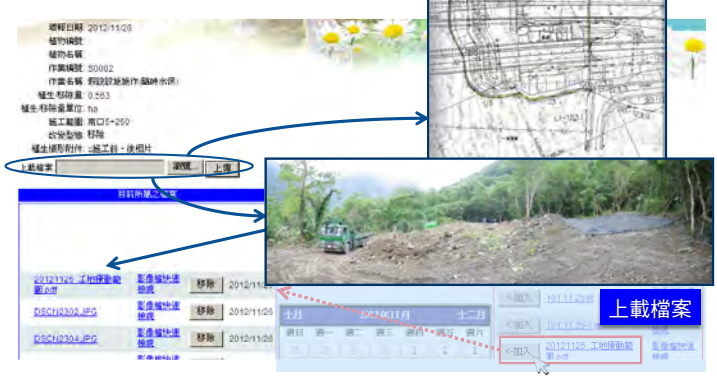 填報日期: 2012/11/26
植物編號:
植物名稱:
作業編號: S0002
作業名稱: 假設設施施作(臨時水保)
植生/移除量: 0.563
植生/移除量單位: ha
施工範圍: 南口5+260
改變型態: 移除
植生情形附件: □施工前、後相片
上載檔案 瀏覽... 上傳
目前所屬之檔案
20121126_工地擾動範圍.pdf 影像檔快速檢視 移除 2012/11/26
DSCN2302.JPG 影像檔快速檢視 移除 2012/11/26
DSCN2304.JPG 影像檔快速檢視 移除 2012/11/26
影像檔快速
十月 2012年11月 十二月
週日 週一 週二 週三 週四 週五 週六
<-加入
<-加入
<-加入 20121126_工地擾動範圍.pdf 影像檔快速檢視
上載檔案